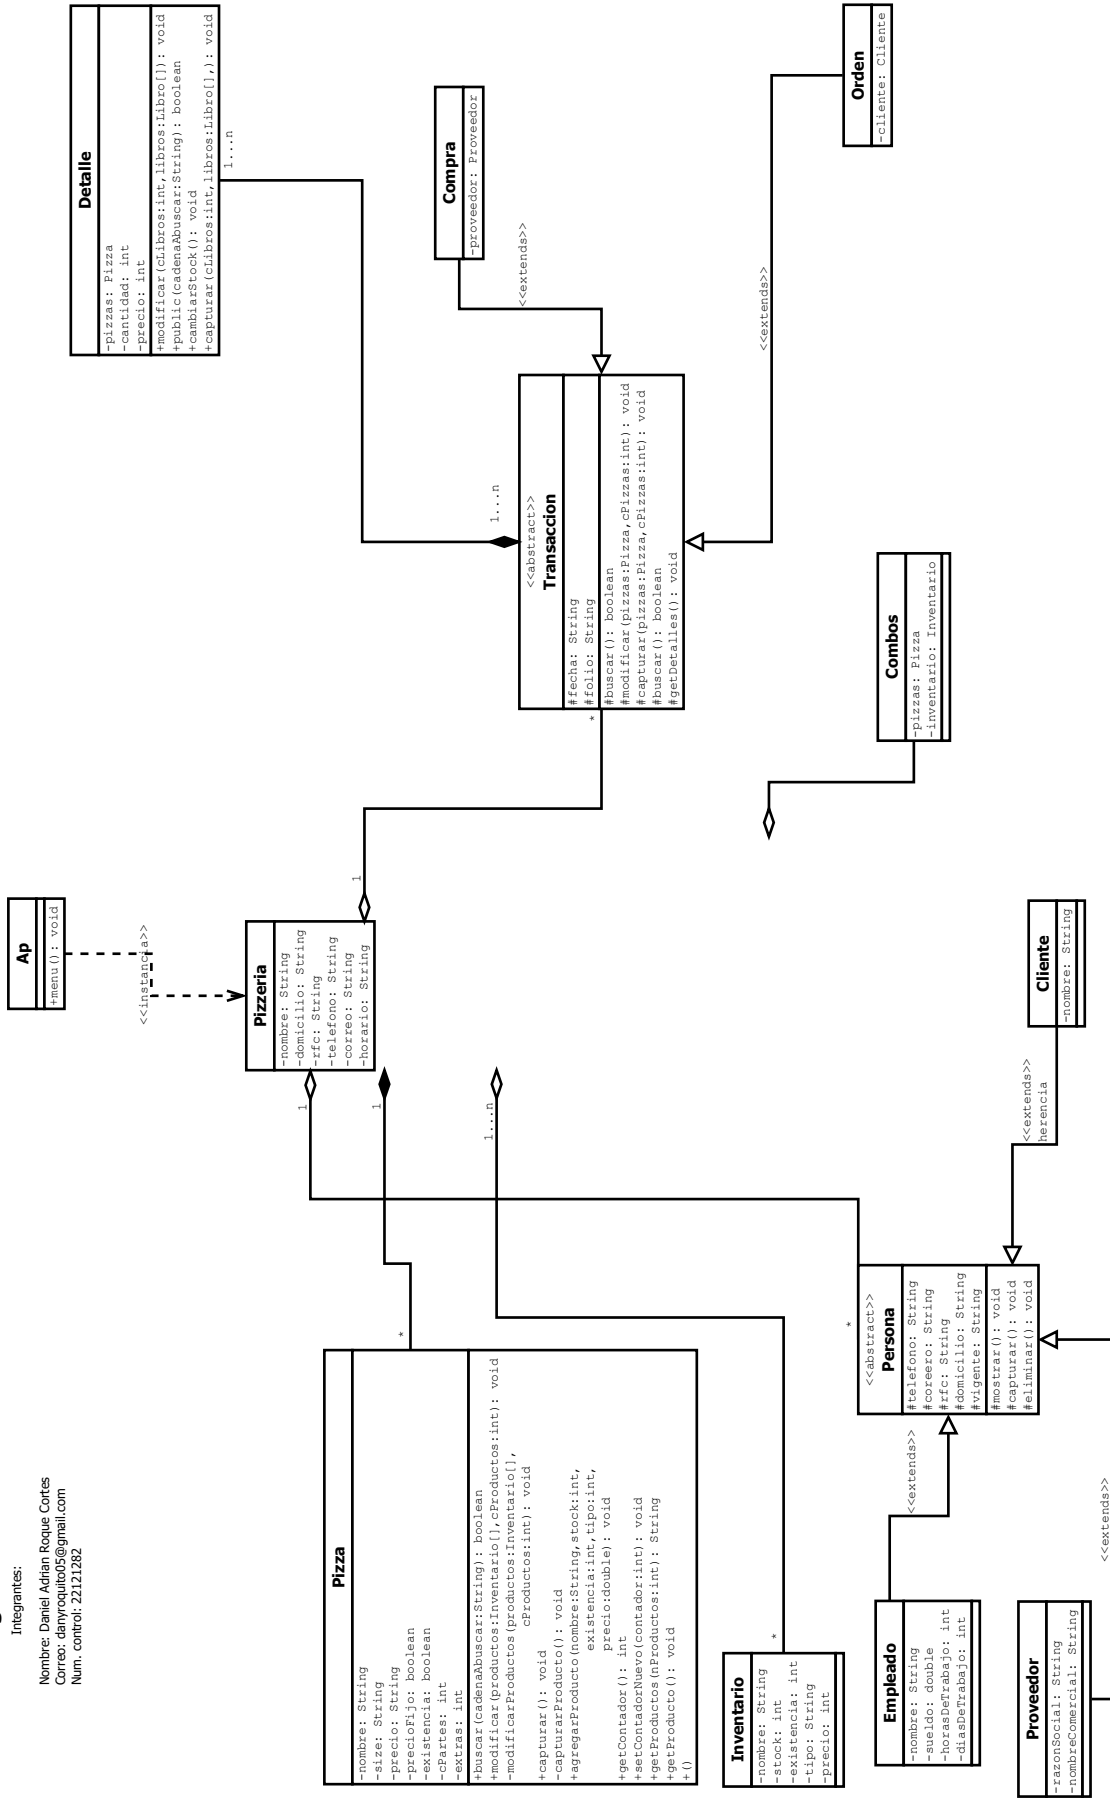 Integrantes:
Nombre: Daniel Adrian Roque Cortes
Correo: danyroquito05@gmail.com
Num. control: 22121282
Ap
+menu(): void
<<instancia>>
Pizzeria
-nombre: String
-domicilio: String
-rfc: String
-telefono: String
-correo: String
-horario: String
1
1
1
1...n
*
*
*
*
Detalle
-pizzas: Pizza
-cantidad: int
-precio: int
+modificar(cLibros:int,libros:Libro[]): void
+public(cadenaAbuscar:String): boolean
+cambiarStock(): void
+capturar(cLibros:int,libros:Libro[],): void
1...n
1...n
Compra
-proveedor: Proveedor
<<extends>>
Orden
-cliente: Cliente
<<extends>>
<<abstract>>
Transaccion
#fecha: String
#folio: String
#buscar(): boolean
#modificar(pizzas:Pizza,cPizzas:int): void
#capturar(pizzas:Pizza,cPizzas:int): void
#buscar(): boolean
#getDetalles(): void
Combos
-pizzas: Pizza
-inventario: Inventario
Pizza
-nombre: String
-size: String
-precio: String
-precioFijo: boolean
-existencia: boolean
-cPartes: int
-extras: int
+buscar(cadenaAbuscar:String): boolean
+modificar(productos:Inventario[],cProductos:int): void
-modificarProductos(productos:Inventario[],
cProductos:int): void
+capturar(): void
-capturarProducto(): void
+agregarProducto(nombre:String,stock:int,
existencia:int,tipo:int,
precio:double): void
+getContador(): int
+setContadorNuevo(contador:int): void
+getProductos(nProductos:int): String
+getProducto(): void
+()
Inventario
-nombre: String
-stock: int
-existencia: int
-tipo: String
-precio: int
<<abstract>>
Persona
#telefono: String
#coreero: String
#rfc: String
#domicilio: String
#vigente: String
#mostrar(): void
#capturar(): void
#eliminar(): void
Cliente
-nombre: String
<<extends>>
herencia
Empleado
-nombre: String
-sueldo: double
-horasDeTrabajo: int
-diasDeTrabajo: int
<<extends>>
Proveedor
-razonSocial: String
-nombreComercial: String
<<extends>>